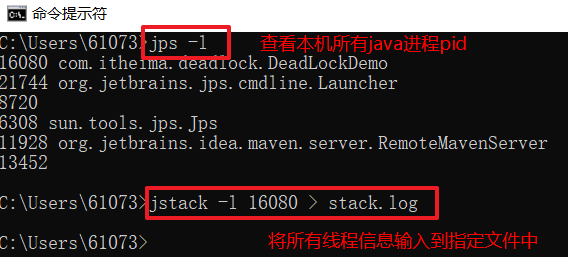 命令提示符
C:\Users\61073>jps -l 查看本机所有java进程pid
16080 com.itheima.deadlock.DeadLockDemo
21744 org.jetbrains.jps.cmdline.Launcher
8720
6308 sun.tools.jps.Jps
11928 org.jetbrains.idea.maven.server.RemoteMavenServer
13452
C:\Users\61073>jstack -l 16080 > stack.log
C:\Users\61073>
将所有线程信息输入到指定文件中